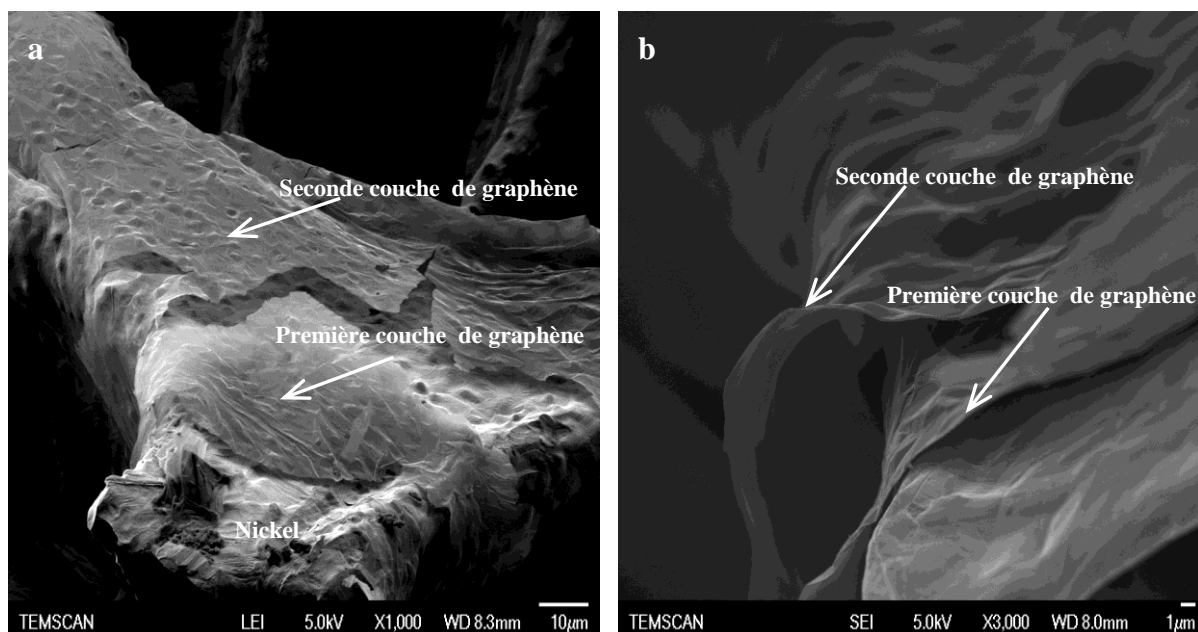 a
Seconde couche de graphène
Première couche de graphène
Nickel
TEMSCAN LEI 5.0kV X1,000 WD 8.3mm 10µm
b
Seconde couche de graphène
Première couche de graphène
TEMSCAN SEI 5.0kV X3,000 WD 8.0mm 1µm